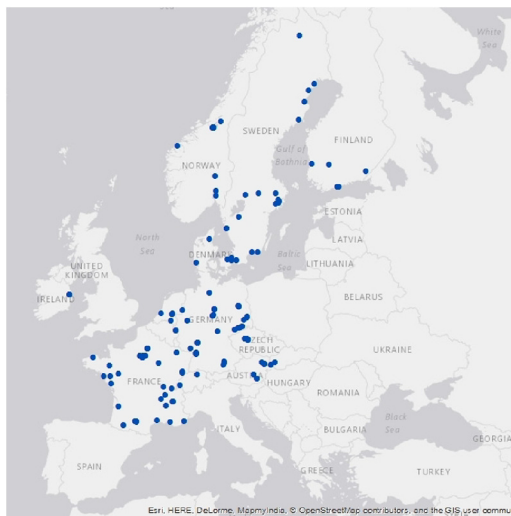 White
Sea
SWEDEN
FINLAND
Gulf of
Bothnia
NORWAY
ESTONIA
North
Sea
LATVIA
DENMARK
Baltic
Sea
LITHUANIA
UNITED
KINGDOM
IRELAND
BELARUS
GERMANY
CZECH
REPUBLIC
UKRAINE
AUSTRIA
HUNGARY
FRANCE
ROMANIA
Black
Sea
BULGARIA
ITALY
GEORGIA
SPAIN
GREECE
TURKEY
Esri, HERE, DeLorme, MapmyIndia, © OpenStreetMap contributors, and the GIS user commu